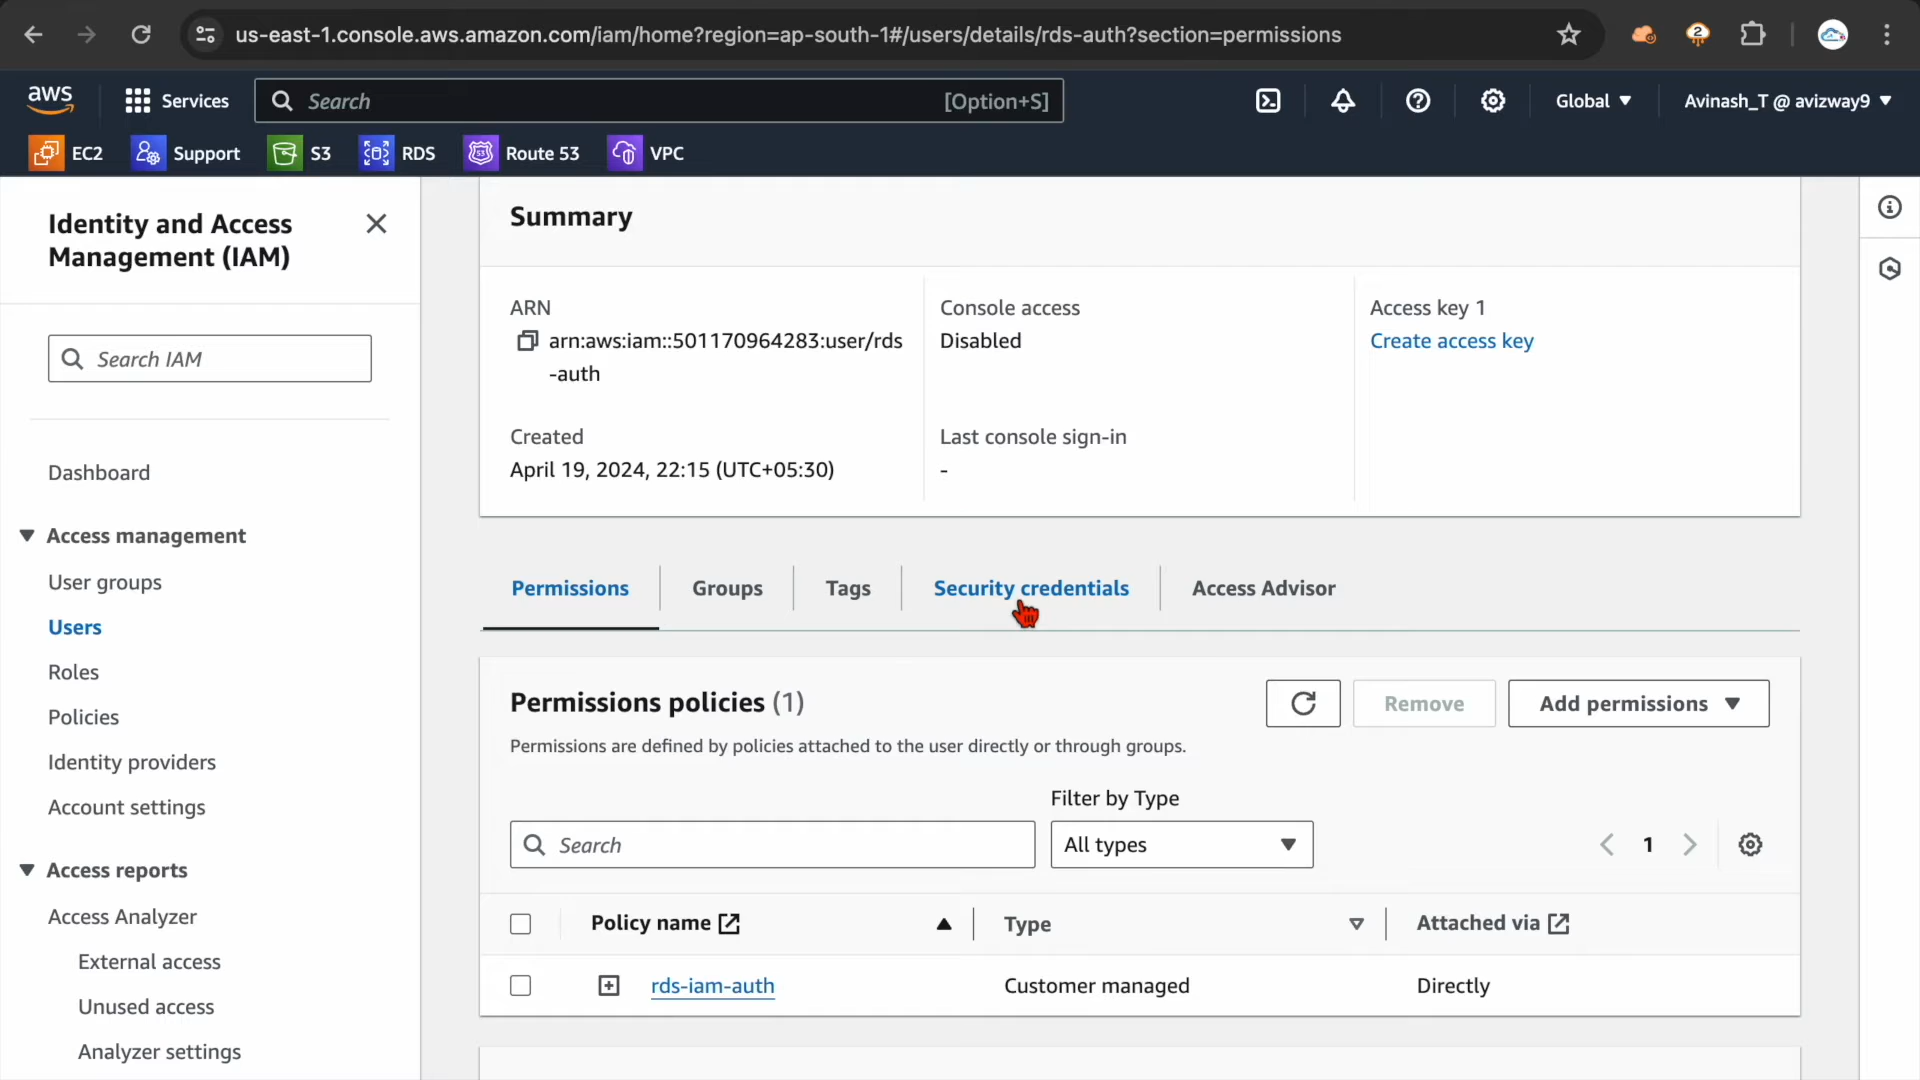 us-east-1.console.aws.amazon.com/iam/home?region=ap-south-1#/users/details/rds-auth?section=permissions
2
aws
Services
Search
[Option+S]
Global
Avinash_T @ avizway9
EC2
Support
S3
RDS
53
Route 53
VPC
Identity and Access
Management (IAM)
Search IAM
Dashboard
Access management
User groups
Users
Roles
Policies
Identity providers
Account settings
Access reports
Access Analyzer
External access
Unused access
Analyzer settings
Summary
ARN
arn:aws:iam::501170964283:user/rds
-auth
Created
April 19, 2024, 22:15 (UTC+05:30)
Console access
Disabled
Last console sign-in
-
Access key 1
Create access key
Permissions
Groups
Tags
Security credentials
Access Advisor
Permissions policies (1)
Remove
Add permissions
Permissions are defined by policies attached to the user directly or through groups.
Filter by Type
Search
All types
1
Policy name
Type
Attached via
rds-iam-auth
Customer managed
Directly